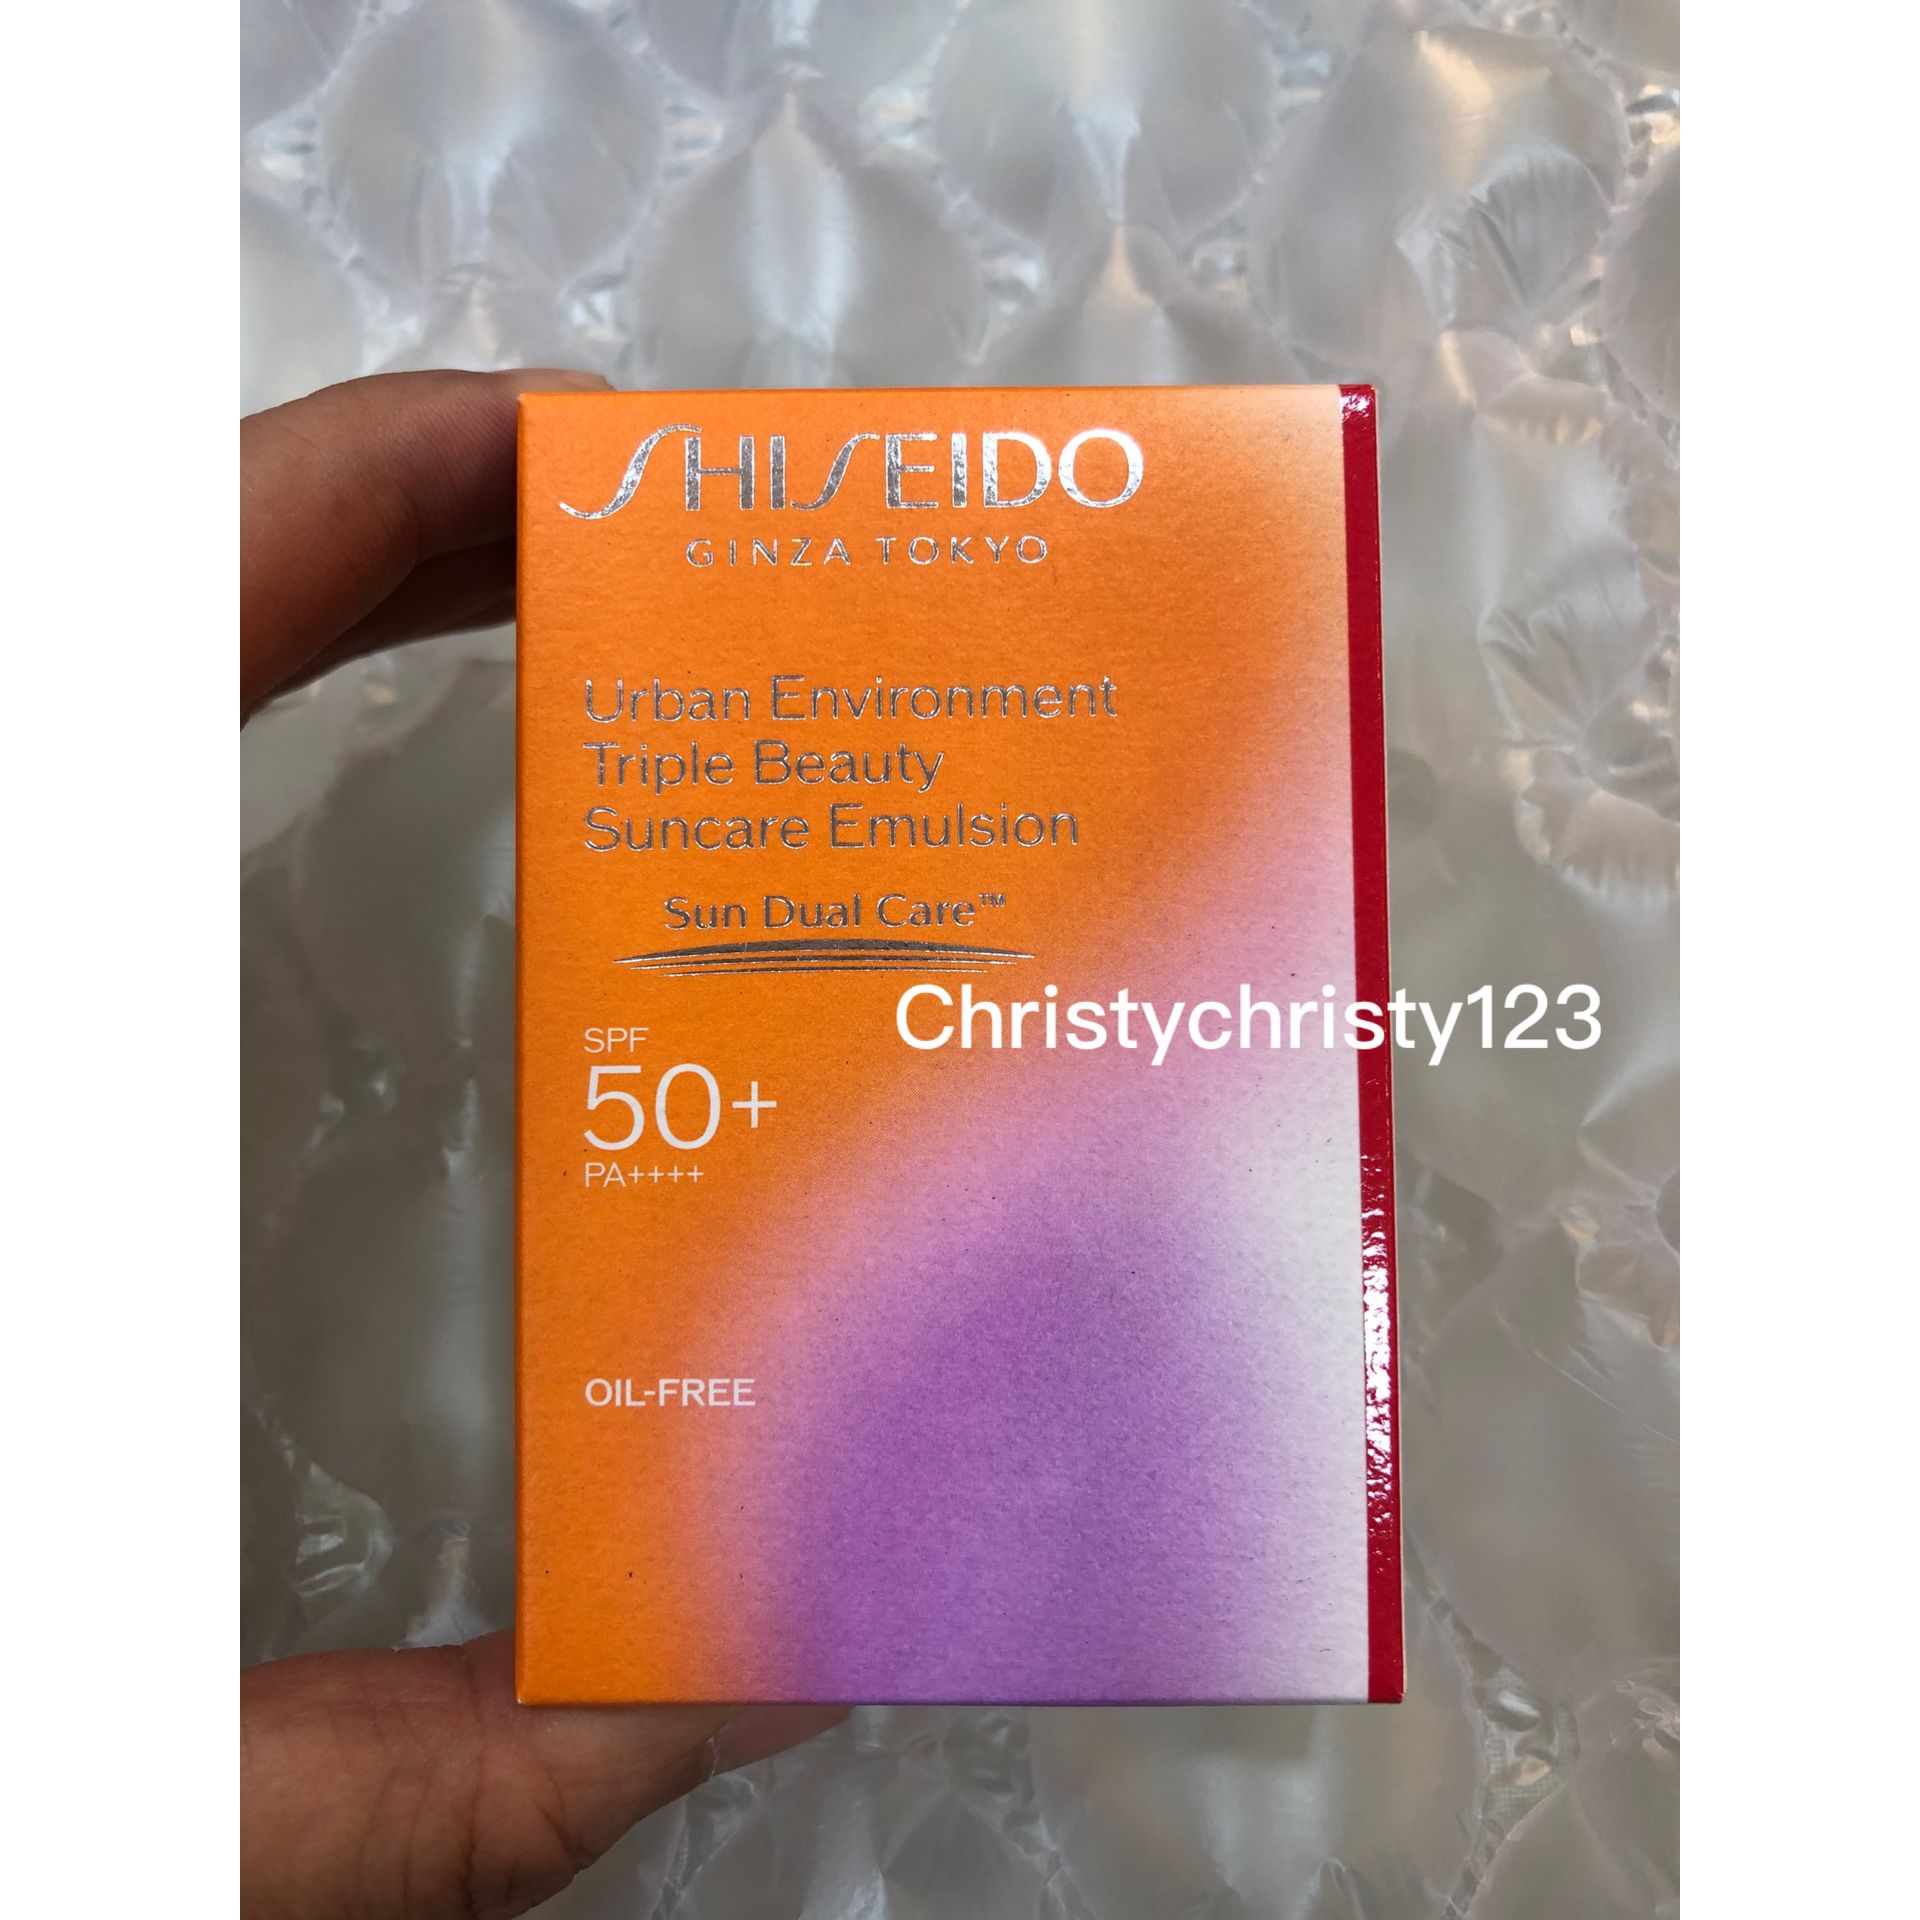 SHISEIDO
GINZA TOKYO
Urban Environment
Triple Beauty
Suncare Emulsion
Sun Dual Care™
Christychristy123
SPF
50+
PA++++
OIL-FREE